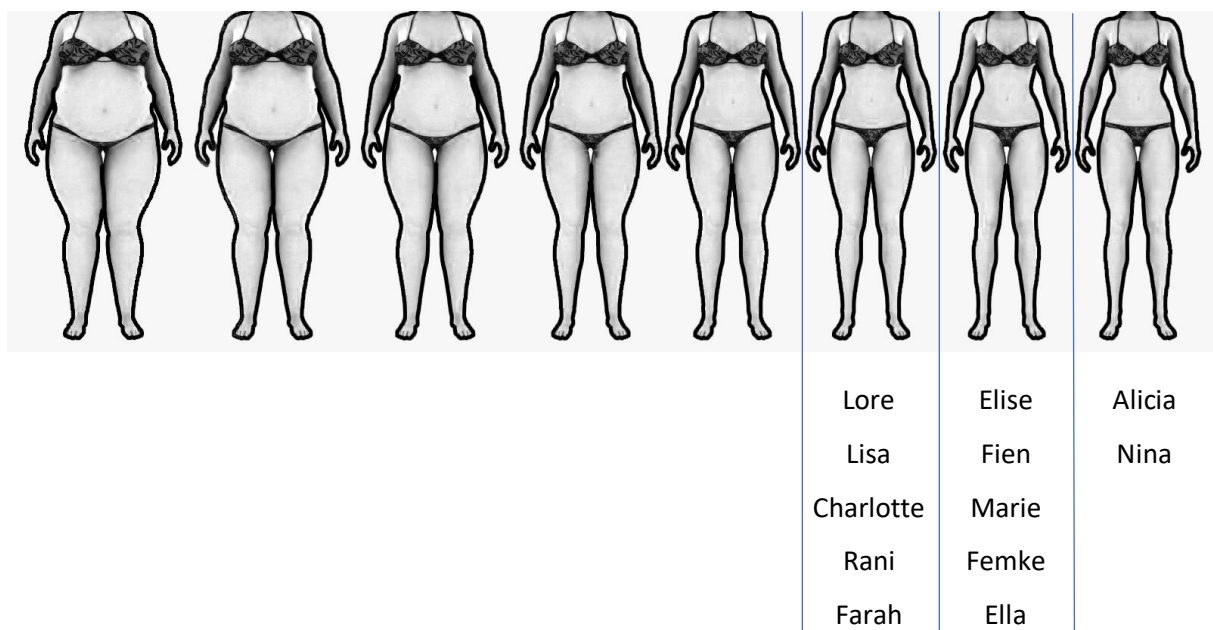 Lore Elise Alicia
Lisa Fien Nina
Charlotte Marie
Rani Femke
Farah Ella